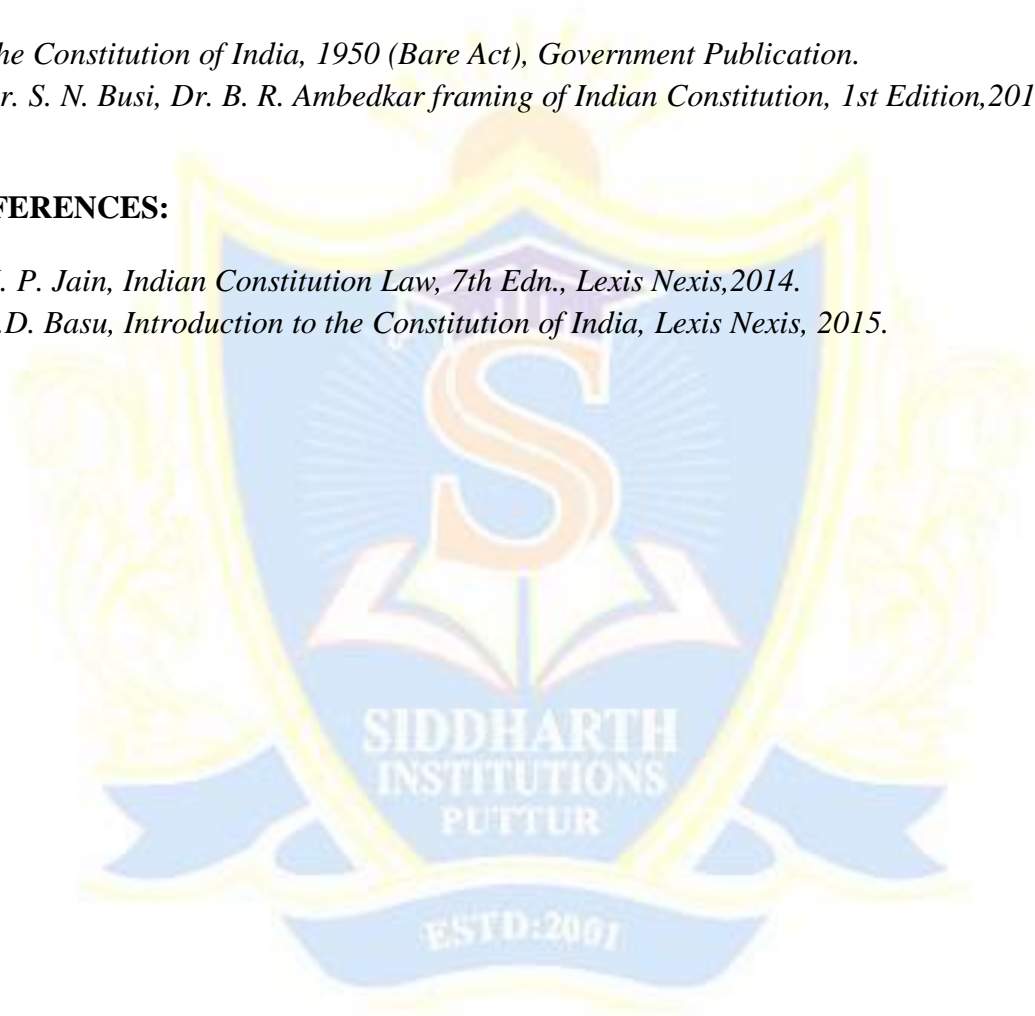 he Constitution of India, 1950 (Bare Act), Government Publication.
r. S. N. Busi, Dr. B. R. Ambedkar framing of Indian Constitution, 1st Edition,201
FERENCES:
. P. Jain, Indian Constitution Law, 7th Edn., Lexis Nexis,2014.
.D. Basu, Introduction to the Constitution of India, Lexis Nexis, 2015.
S
SIDDHARTH
INSTITUTIONS
PUTTUR
ESTD:2001